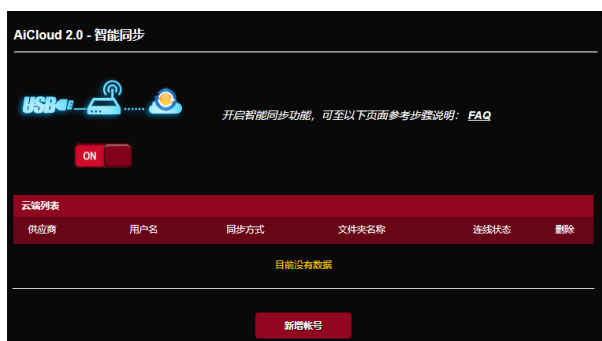 AiCloud 2.0 - 智能同步
USB
开启智能同步功能，可至以下页面参考步骤说明： FAQ
ON
云端列表
供应商 用户名 同步方式 文件夹名称 连线状态 删除
目前没有数据
新增帐号